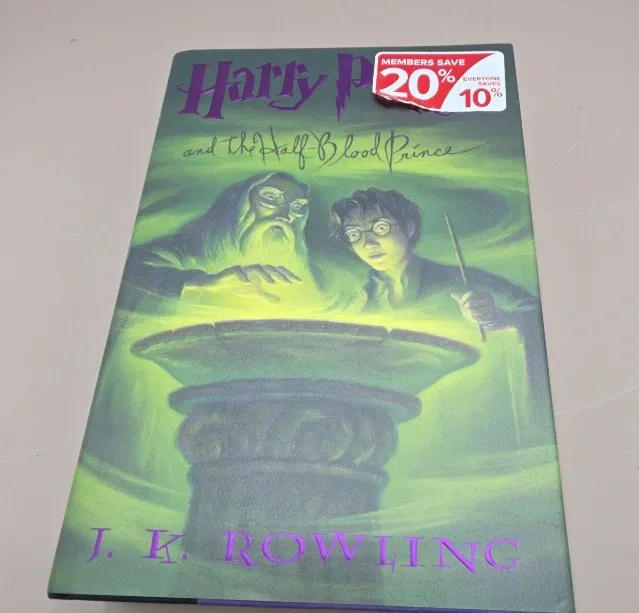 Harry P
MEMBERS SAVE
20%
EVERYONE
SAVES
10%
and the Half-Blood Prince
J. K. ROWLING